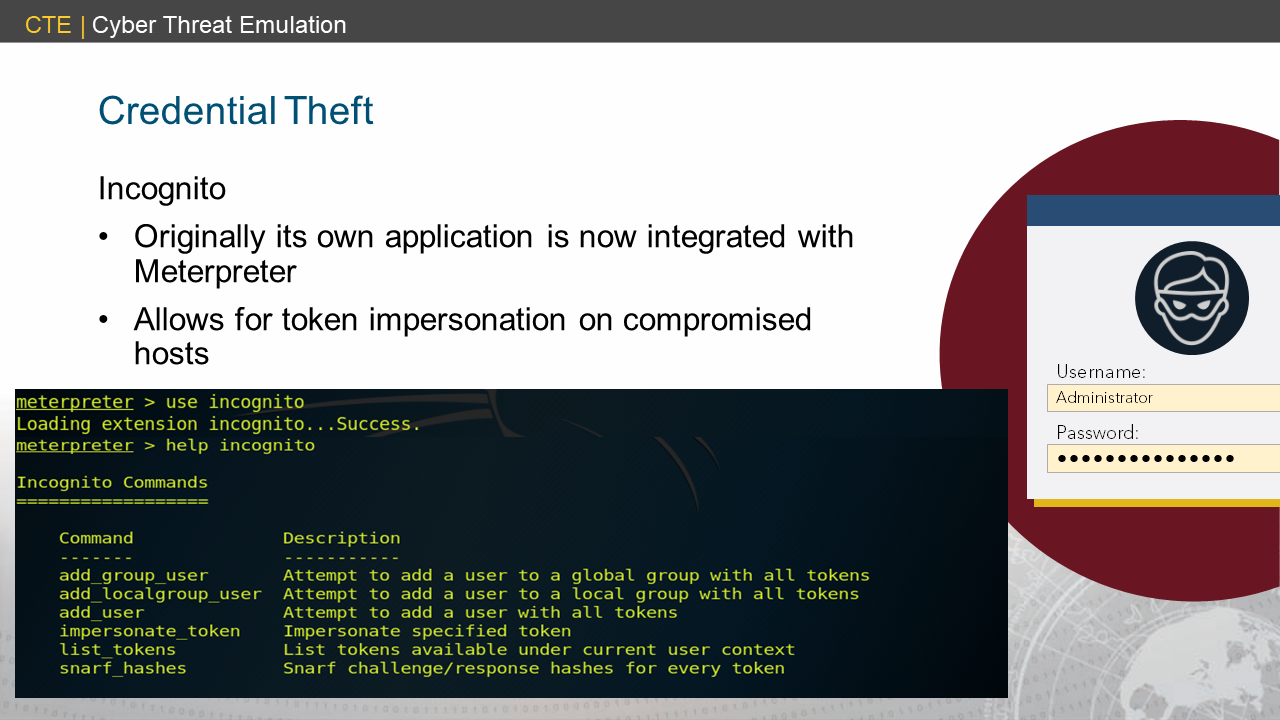 CTE | Cyber Threat Emulation
Credential Theft
Incognito
• Originally its own application is now integrated with
Meterpreter
• Allows for token impersonation on compromised
hosts
meterpreter > use incognito
Loading extension incognito...Success.
meterpreter > help incognito
Incognito Commands
==================
Command Description
------- -----------
add_group_user Attempt to add a user to a global group with all tokens
add_localgroup_user Attempt to add a user to a local group with all tokens
add_user Attempt to add a user with all tokens
impersonate_token Impersonate specified token
list_tokens List tokens available under current user context
snarf_hashes Snarf challenge/response hashes for every token
Username:
Administrator
Password:
●●●●●●●●●●●●●●●